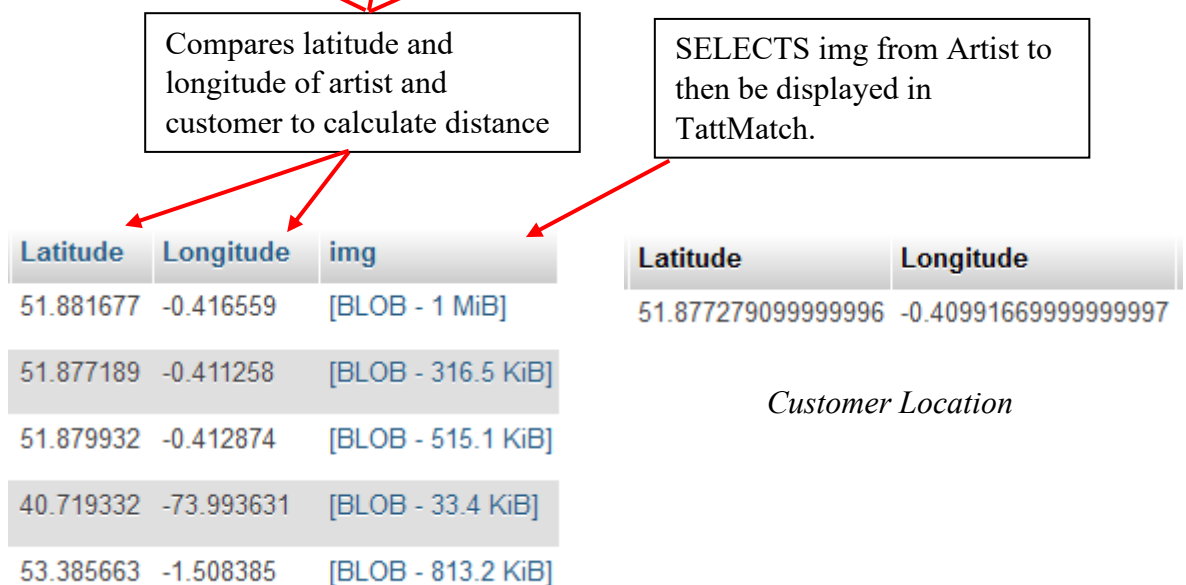 Compares latitude and
longitude of artist and
customer to calculate distance
SELECTS img from Artist to
then be displayed in
TattMatch.
Latitude Longitude img
51.881677 -0.416559 [BLOB - 1 MiB]
51.877189 -0.411258 [BLOB - 316.5 KiB]
51.879932 -0.412874 [BLOB - 515.1 KiB]
40.719332 -73.993631 [BLOB - 33.4 KiB]
53.385663 -1.508385 [BLOB - 813.2 KiB]
Latitude Longitude
51.877279099999996 -0.40991669999999997
Customer Location